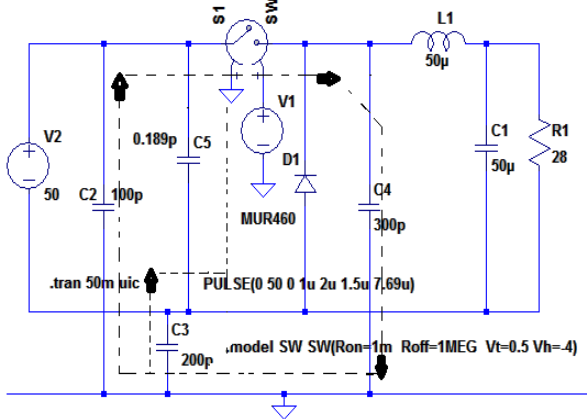 S1
SW
L1
50µ
V1
V2
0.189p
C5
C1
R1
50
C2
100p
D1
C4
50µ
28
MUR460
300p
.tran 50m uic
PULSE(0 50 0 1u 2u 1.5u 7.69u)
C3
200p
.model SW SW(Ron=1m Roff=1MEG Vt=0.5 Vh=-4)